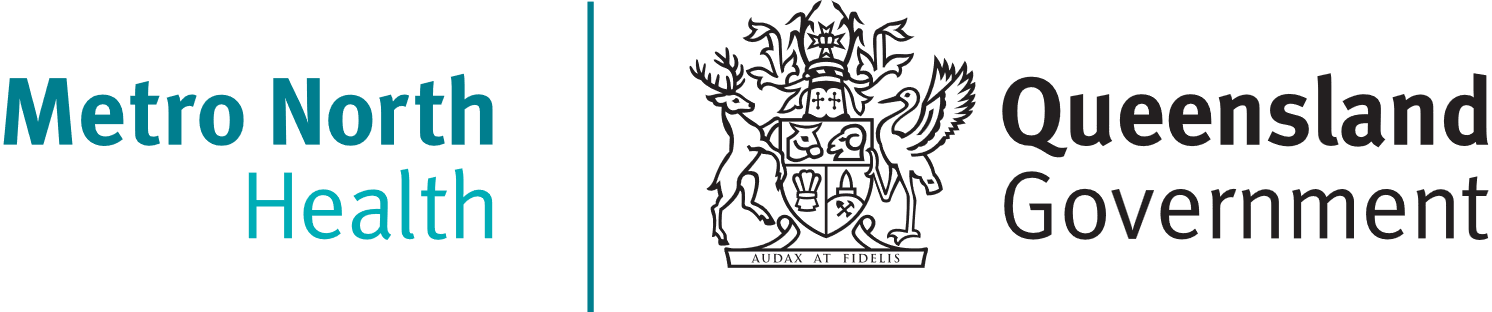 Metro North
Health
AUDAX AT FIDELIS
Queensland
Government